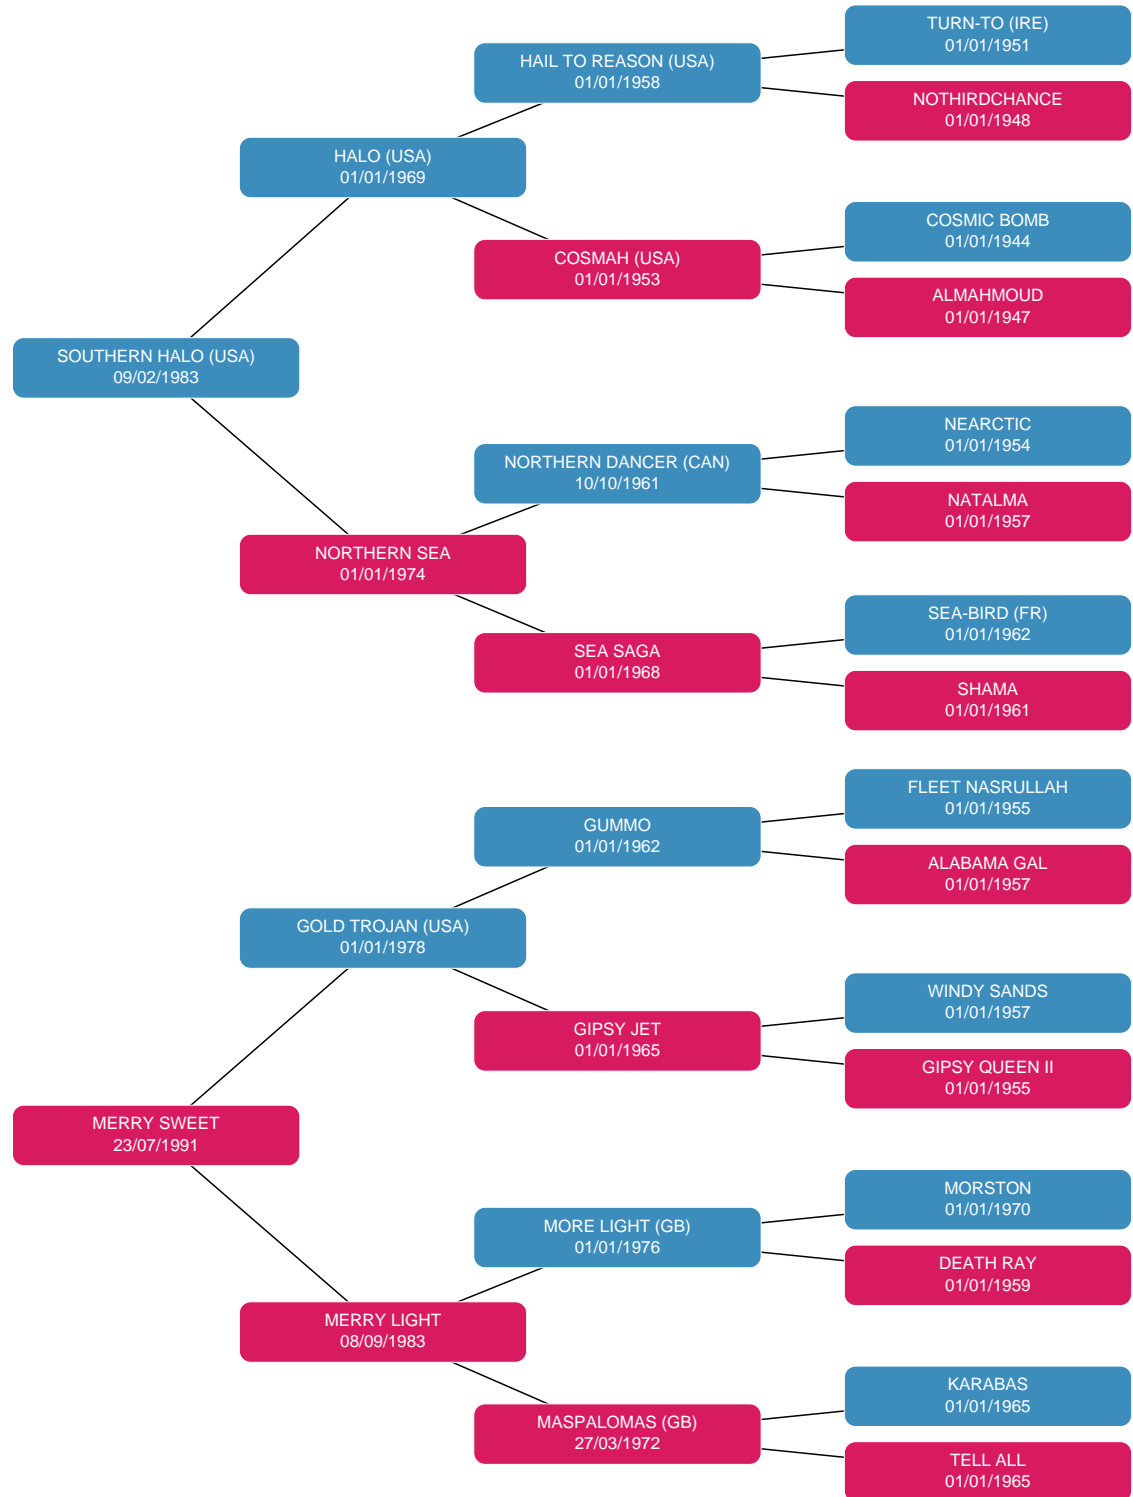 TURN-TO (IRE)
01/01/1951
HAIL TO REASON (USA)
01/01/1958
NOTHIRDCHANCE
01/01/1948
HALO (USA)
01/01/1969
COSMIC BOMB
01/01/1944
COSMAH (USA)
01/01/1953
ALMAHMOUD
01/01/1947
SOUTHERN HALO (USA)
09/02/1983
NEARCTIC
01/01/1954
NORTHERN DANCER (CAN)
10/10/1961
NATALMA
01/01/1957
NORTHERN SEA
01/01/1974
SEA-BIRD (FR)
01/01/1962
SEA SAGA
01/01/1968
SHAMA
01/01/1961
FLEET NASRULLAH
01/01/1955
GUMMO
01/01/1962
ALABAMA GAL
01/01/1957
GOLD TROJAN (USA)
01/01/1978
WINDY SANDS
01/01/1957
GIPSY JET
01/01/1965
GIPSY QUEEN II
01/01/1955
MERRY SWEET
23/07/1991
MORSTON
01/01/1970
MORE LIGHT (GB)
01/01/1976
DEATH RAY
01/01/1959
MERRY LIGHT
08/09/1983
KARABAS
01/01/1965
MASPALOMAS (GB)
27/03/1972
TELL ALL
01/01/1965